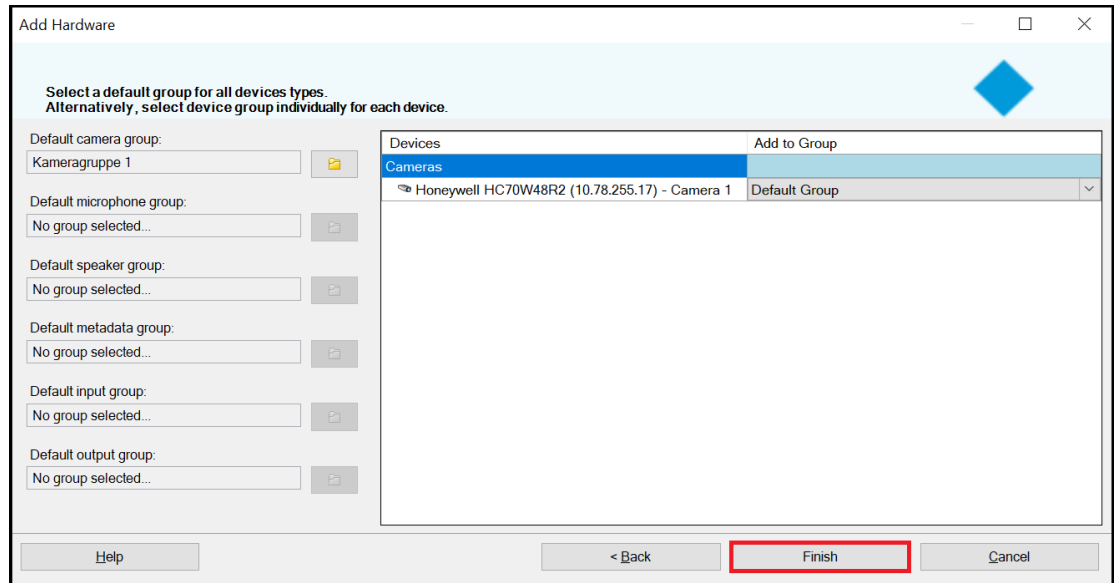 Add Hardware
Select a default group for all devices types.
Alternatively, select device group individually for each device.
Default camera group:
Kameragruppe 1
Default microphone group:
No group selected...
Default speaker group:
No group selected...
Default metadata group:
No group selected...
Default input group:
No group selected...
Default output group:
No group selected...
Devices Add to Group
Cameras
Honeywell HC70W48R2 (10.78.255.17) - Camera 1 Default Group
Help < Back Finish Cancel